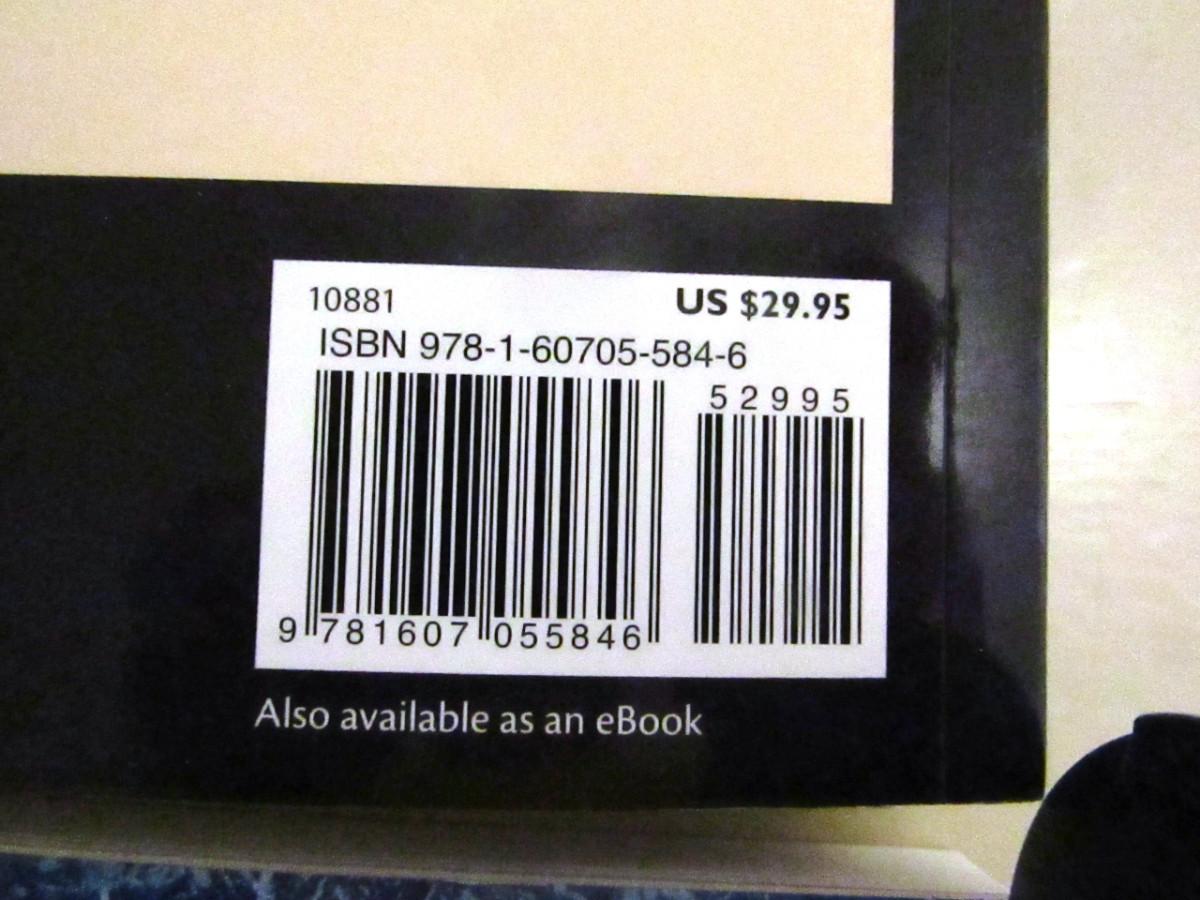 10881 US $29.95
ISBN 978-1-60705-584-6
52995
9 781607 055846
Also available as an eBook